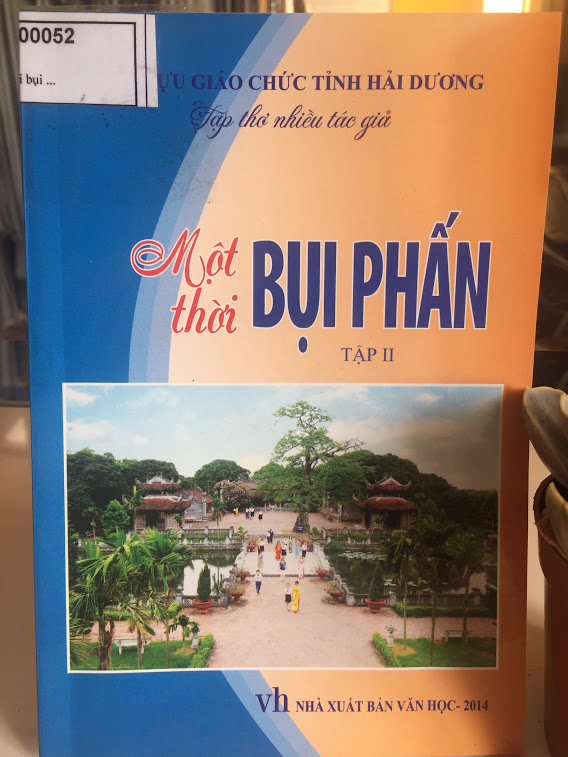 00052
i bụi ...
ỰU GIÁO CHỨC TỈNH HẢI DƯƠNG
Tập thơ nhiều tác giả
Một thời BỤI PHẤN
TẬP II
vh NHÀ XUẤT BẢN VĂN HỌC- 2014